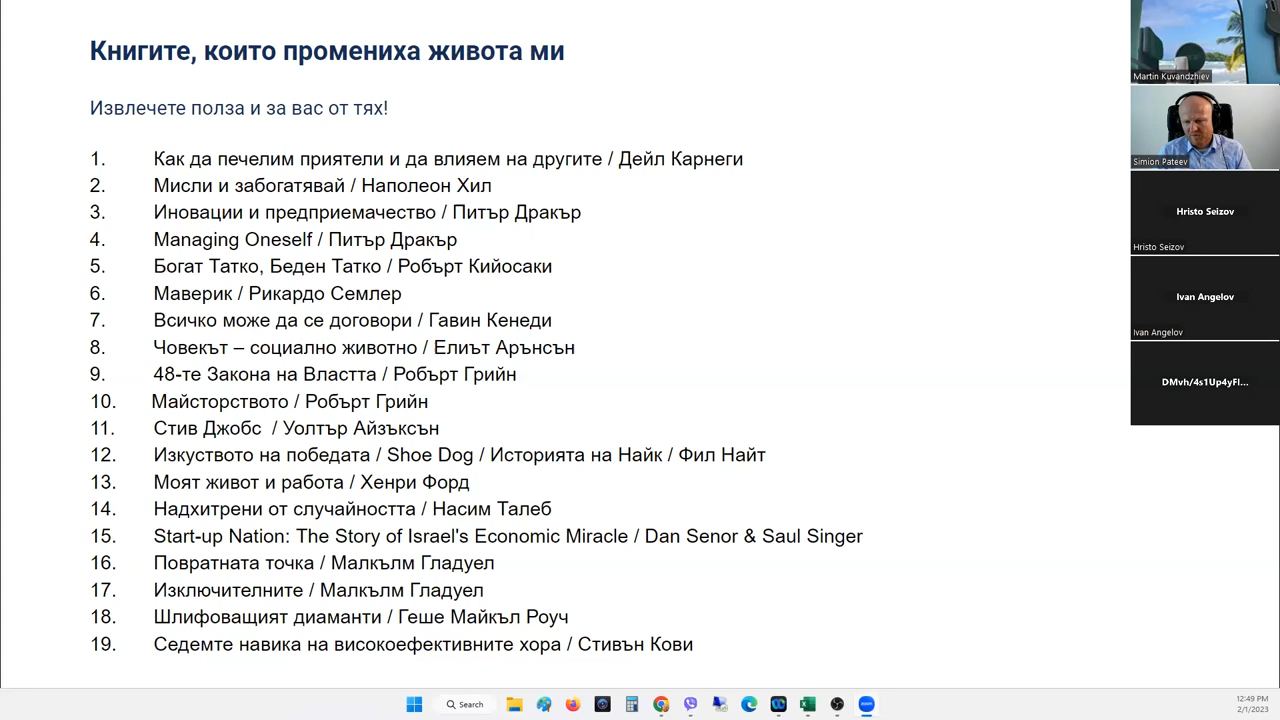 Книгите, които промениха живота ми
Извлечете полза и за вас от тях!
1. Как да печелим приятели и да влияем на другите / Дейл Карнеги
2. Мисли и забогатявай / Наполеон Хил
3. Иновации и предприемачество / Питър Дракър
4. Managing Oneself / Питър Дракър
5. Богат Татко, Беден Татко / Робърт Кийосаки
6. Маверик / Рикардо Семлер
7. Всичко може да се договори / Гавин Кенеди
8. Човекът – социално животно / Елиът Арънсън
9. 48-те Закона на Властта / Робърт Грийн
10. Майсторството / Робърт Грийн
11. Стив Джобс / Уолтър Айзъксън
12. Изкуството на победата / Shoe Dog / Историята на Найк / Фил Найт
13. Моят живот и работа / Хенри Форд
14. Надхитрени от случайността / Насим Талеб
15. Start-up Nation: The Story of Israel's Economic Miracle / Dan Senor & Saul Singer
16. Повратната точка / Малкълм Гладуел
17. Изключителните / Малкълм Гладуел
18. Шлифоващият диаманти / Геше Майкъл Роуч
19. Седемте навика на високоефективните хора / Стивън Кови
Martin Kuvandzhiev
Simion Pateev
Hristo Seizov
Hristo Seizov
Ivan Angelov
Ivan Angelov
DMvh/4s1Up4yFl...
Search
zoom
12:49 PM
2/1/2023